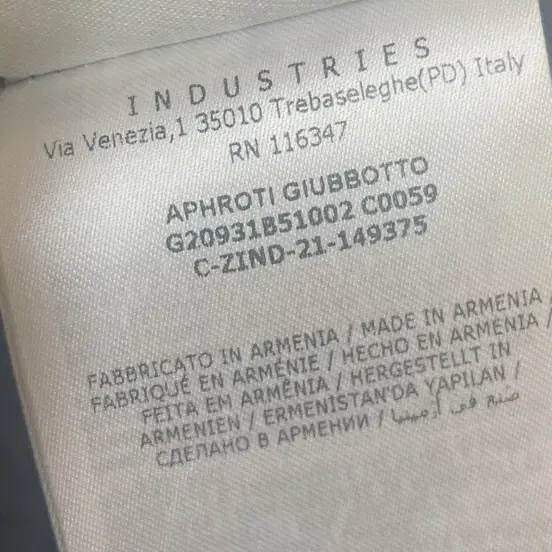 INDUSTRIES
Via Venezia,1 35010 Trebaseleghe(PD) Italy
RN 116347
APHROTI GIUBBOTTO
G20931B51002 C0059
C-ZIND-21-149375
FABBRICATO IN ARMENIA / MADE IN ARMENIA
FABRIQUÉ EN ARMÉNIE / HECHO EN ARMENIA /
FEITA EM ARMÊNIA / HERGESTELLT IN
ARMENIEN / ERMENISTAN'DA YAPILAN /
СДЕЛАНО В АРМЕНИИ / صنع في أرمينيا